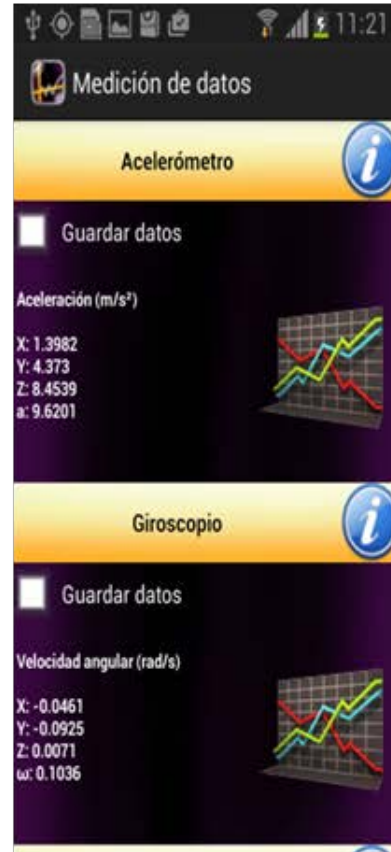 11:21
Medición de datos
Acelerómetro
i
Guardar datos
Aceleración (m/s²)
X: 1.3982
Y: 4.373
Z: 8.4539
a: 9.6201
Giroscopio
i
Guardar datos
Velocidad angular (rad/s)
X: -0.0461
Y: -0.0925
Z: 0.0071
ω: 0.1036